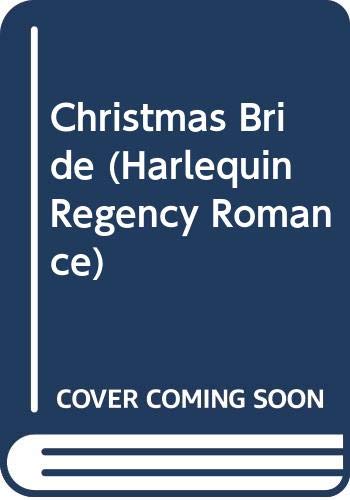 Christmas Bri
de (Harlequin
Regency Roman
ce)
COVER COMING SOON